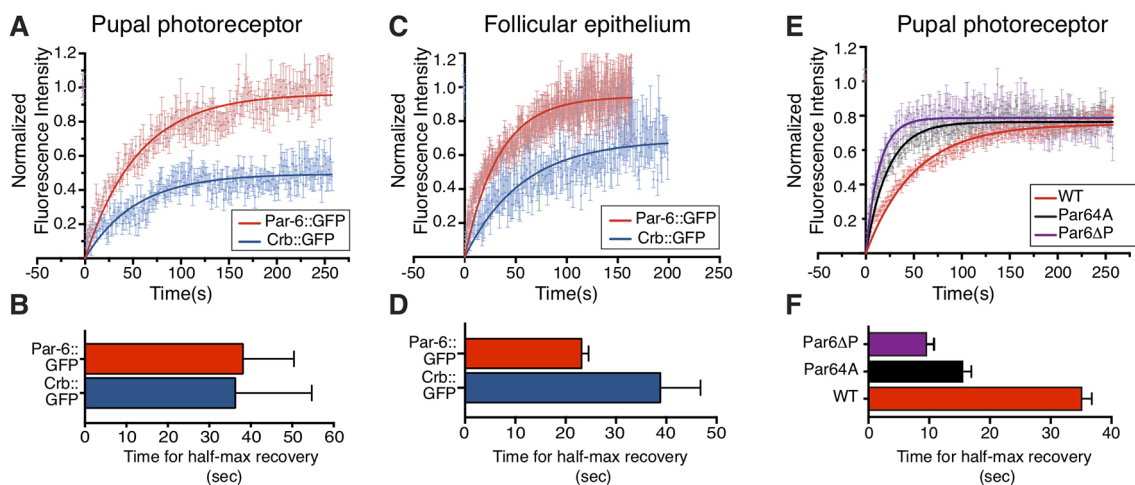 A
Pupal photoreceptor
Normalized
Fluorescence Intensity
1.2
1.0
0.8
0.6
0.4
0.2
Par-6::GFP
Crb::GFP
-50 0 50 100 150 200 250
Time(s)
B
Par-6::
GFP
Crb::
GFP
0 10 20 30 40 50 60
Time for half-max recovery
(sec)
C
Follicular epithelium
Normalized
Fluorescence Intensity
1.2
1.0
0.8
0.6
0.4
0.2
Par-6::GFP
Crb::GFP
-50 0 50 100 150 200 250
Time(s)
D
Par-6::
GFP
Crb::
GFP
0 10 20 30 40 50
Time for half-max recovery
(sec)
E
Pupal photoreceptor
Normalized
Fluorescence Intensity
1.2
1.0
0.8
0.6
0.4
0.2
WT
Par64A
Par6ΔP
-50 0 50 100 150 200 250
Time(s)
F
Par6ΔP
Par64A
WT
0 10 20 30 40
Time for half-max recovery
(sec)